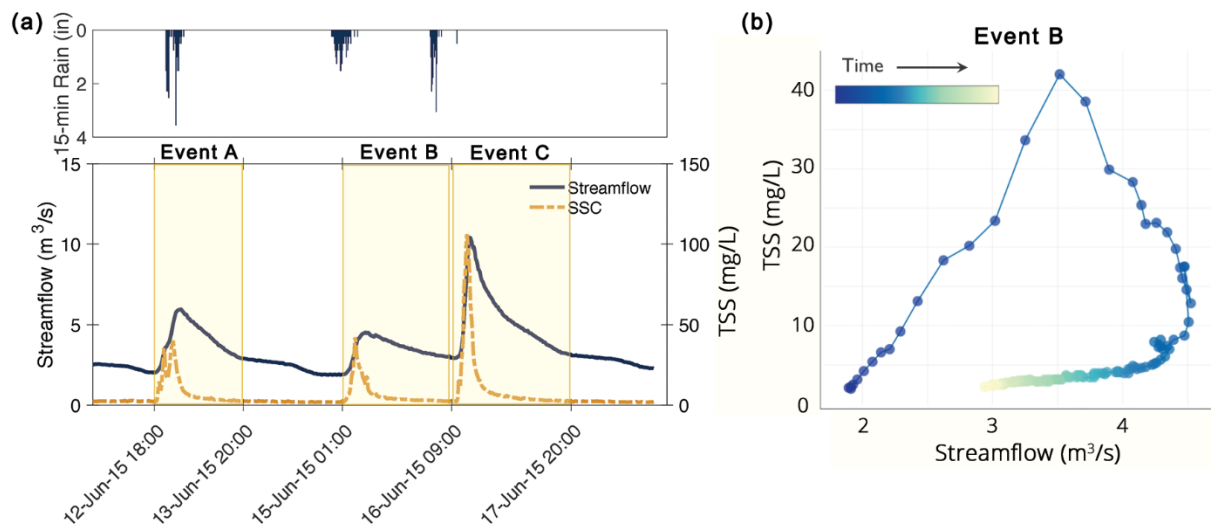 (a)
15-min Rain (in)
0
2
4
Event A
Event B
Event C
Streamflow (m³/s)
15
10
5
0
Streamflow
SSC
150
100
50
0
TSS (mg/L)
12-Jun-15 18:00
13-Jun-15 20:00
15-Jun-15 01:00
16-Jun-15 09:00
17-Jun-15 20:00
(b)
Event B
Time
TSS (mg/L)
40
30
20
10
0
2
3
4
Streamflow (m³/s)